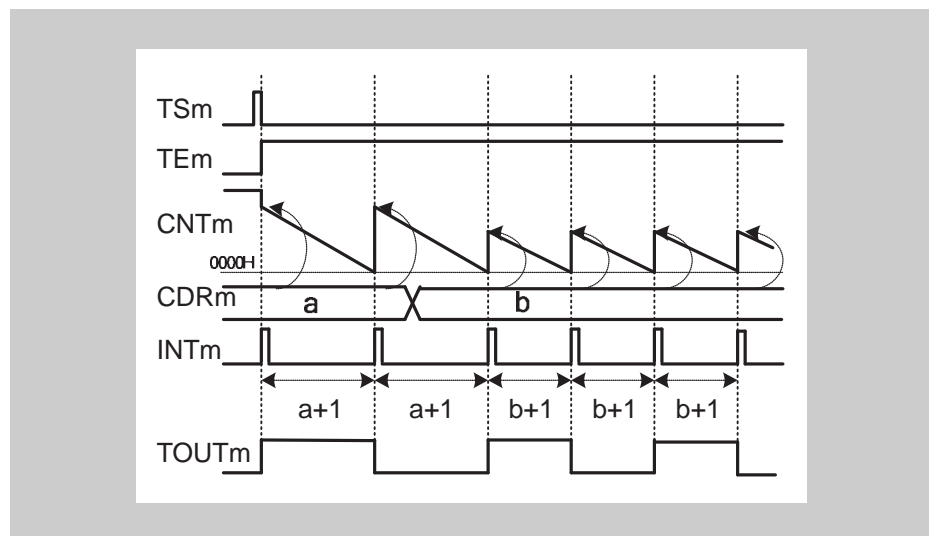 TSm
TEm
CNTm
0000H
CDRm
a
b
INTm
a+1 a+1 b+1 b+1 b+1
TOUTm